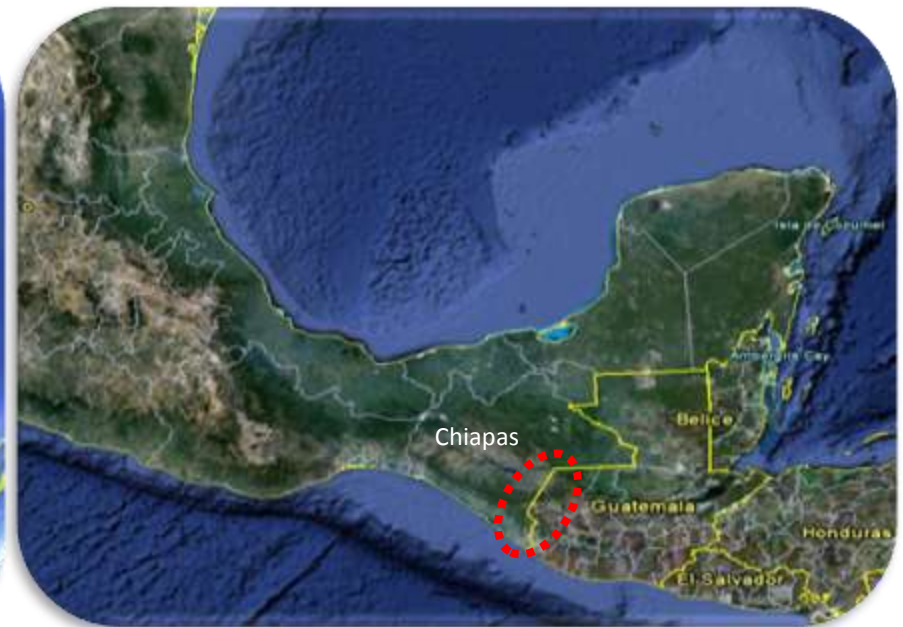 Isla de Cozumel
Ambergris Cay
Belice
Chiapas
Guatemala
Honduras
El Salvador